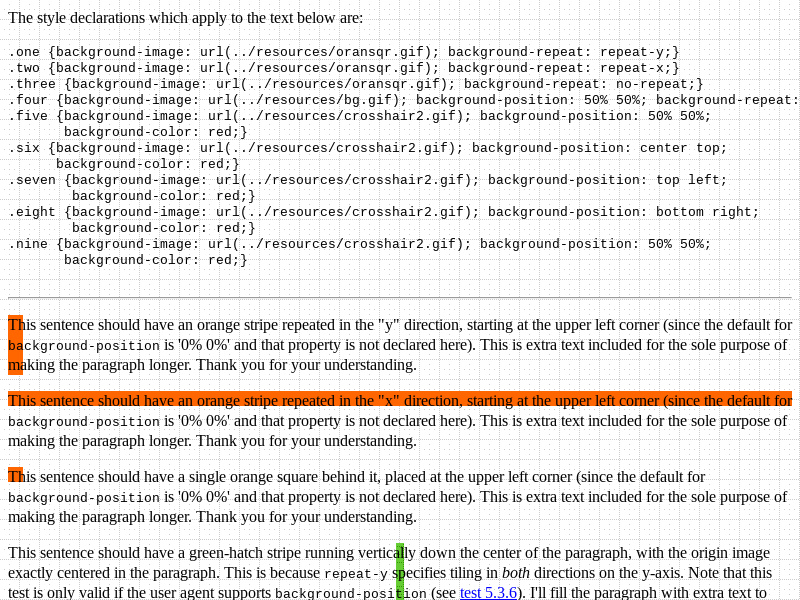 The style declarations which apply to the text below are:
.one {background-image: url(../resources/oransqr.gif); background-repeat: repeat-y;}
.two {background-image: url(../resources/oransqr.gif); background-repeat: repeat-x;}
.three {background-image: url(../resources/oransqr.gif); background-repeat: no-repeat;}
.four {background-image: url(../resources/bg.gif); background-position: 50% 50%; background-repeat:
.five {background-image: url(../resources/crosshair2.gif); background-position: 50% 50%;
background-color: red;}
.six {background-image: url(../resources/crosshair2.gif); background-position: center top;
background-color: red;}
.seven {background-image: url(../resources/crosshair2.gif); background-position: top left;
background-color: red;}
.eight {background-image: url(../resources/crosshair2.gif); background-position: bottom right;
background-color: red;}
.nine {background-image: url(../resources/crosshair2.gif); background-position: 50% 50%;
background-color: red;}
This sentence should have an orange stripe repeated in the "y" direction, starting at the upper left corner (since the default for
background-position is '0% 0%' and that property is not declared here). This is extra text included for the sole purpose of
making the paragraph longer. Thank you for your understanding.
This sentence should have an orange stripe repeated in the "x" direction, starting at the upper left corner (since the default for
background-position is '0% 0%' and that property is not declared here). This is extra text included for the sole purpose of
making the paragraph longer. Thank you for your understanding.
This sentence should have a single orange square behind it, placed at the upper left corner (since the default for
background-position is '0% 0%' and that property is not declared here). This is extra text included for the sole purpose of
making the paragraph longer. Thank you for your understanding.
This sentence should have a green-hatch stripe running vertically down the center of the paragraph, with the origin image
exactly centered in the paragraph. This is because repeat-y specifies tiling in both directions on the y-axis. Note that this
test is only valid if the user agent supports background-position (see test 5.3.6). I'll fill the paragraph with extra text to